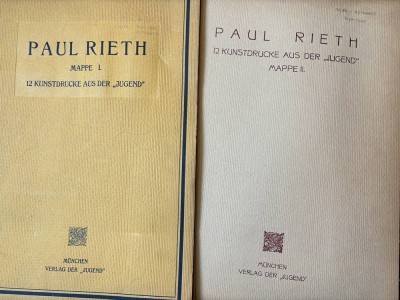 PAUL RIETH
MAPPE I.
12 KUNSTDRUCKE AUS DER „JUGEND"
MÜNCHEN
VERLAG DER „JUGEND"
PAUL RIETH
12 KUNSTDRUCKE AUS DER „JUGEND"
MAPPE II.
MÜNCHEN
VERLAG DER „JUGEND"